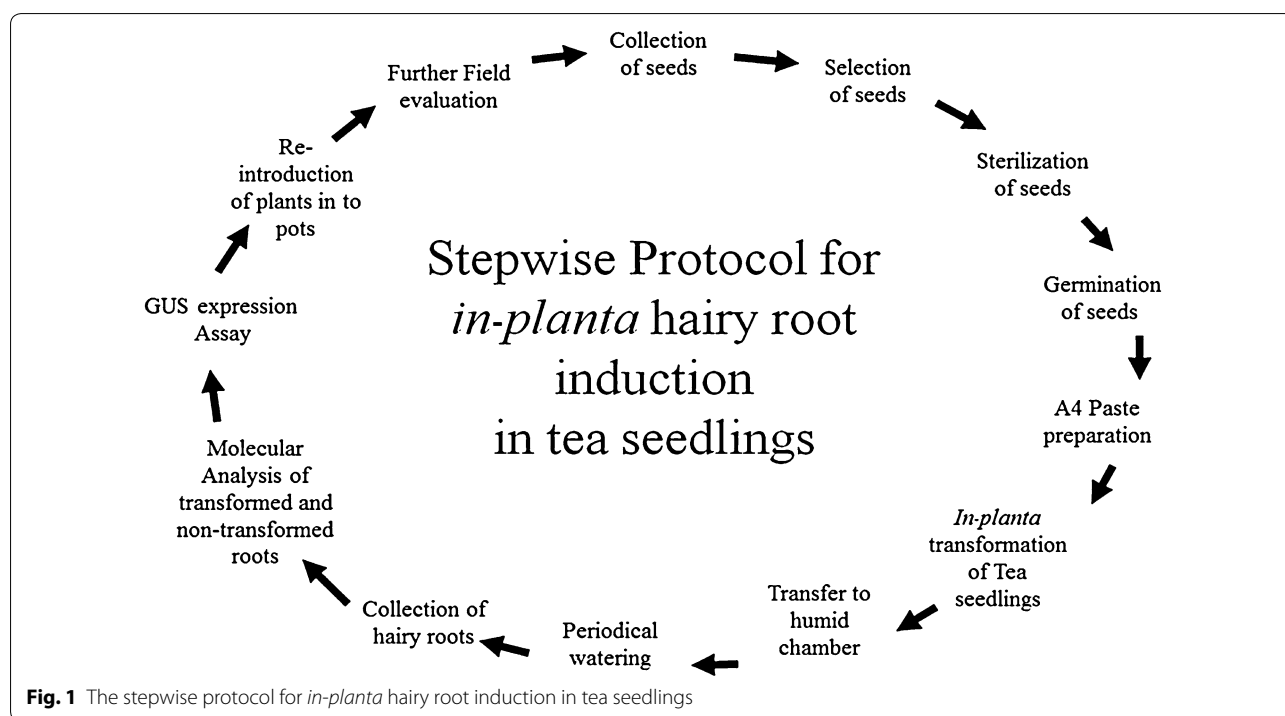 Collection
of seeds
Selection
of seeds
Sterilization
of seeds
Germination
of seeds
A4 Paste
preparation
In-planta
transformation
of Tea
seedlings
Transfer to
humid
chamber
Periodical
watering
Collection of
hairy roots
Molecular
Analysis of
transformed and
non-transformed
roots
GUS expression
Assay
Re-
introduction
of plants in to
pots
Further Field
evaluation
Stepwise Protocol for
in-planta hairy root
induction
in tea seedlings
Fig. 1 The stepwise protocol for in-planta hairy root induction in tea seedlings